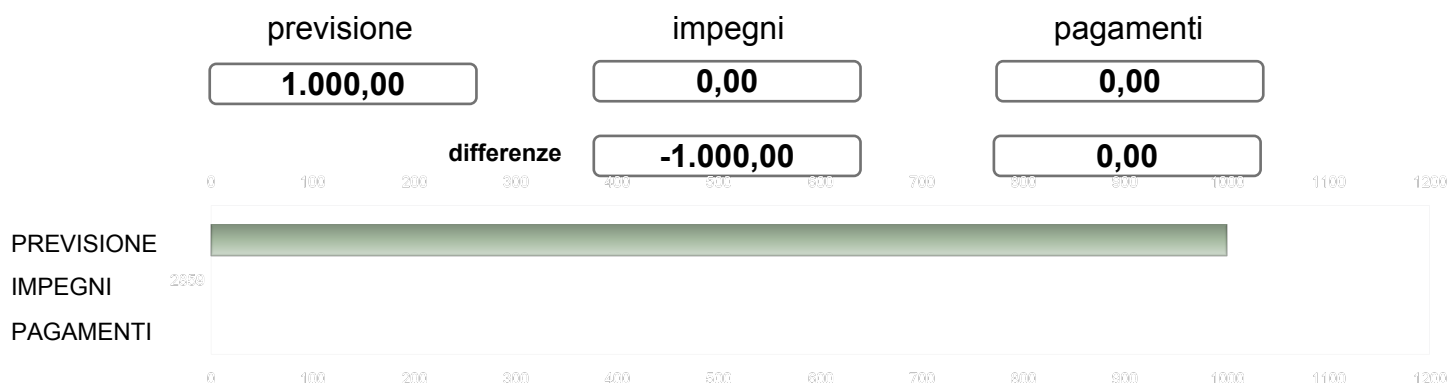 previsione impegni pagamenti
1.000,00 0,00 0,00
differenze -1.000,00 0,00
0 100 200 300 400 500 600 700 800 900 1000 1100 1200
PREVISIONE
IMPEGNI 2859
PAGAMENTI
0 100 200 300 400 500 600 700 800 900 1000 1100 1200